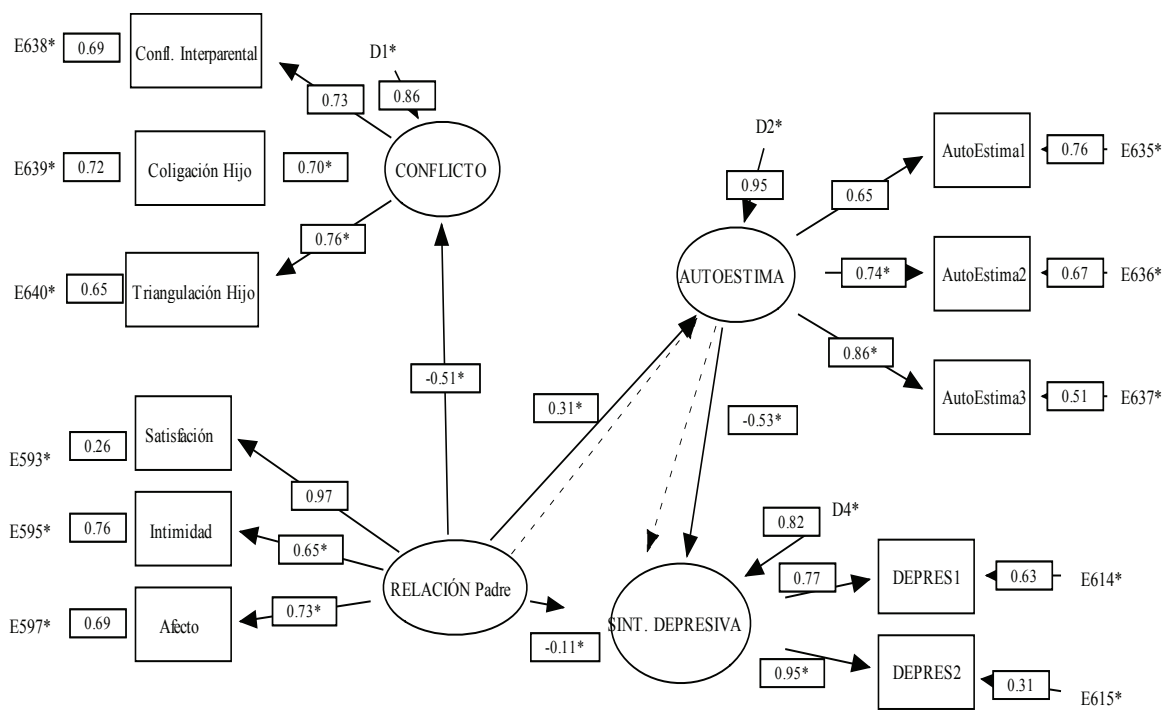 E638* 0.69 Confl. Interparental
D1*
0.73
0.86
E639* 0.72 Coligación Hijo 0.70*
CONFLICTO
E640* 0.65 Triangulación Hijo
0.76*
D2*
0.95
AUTOESTIMA
0.65
AutoEstima1 0.76 E635*
0.74*
AutoEstima2 0.67 E636*
0.86*
AutoEstima3 0.51 E637*
-0.51*
0.31*
-0.53*
E593* 0.26 Satisfación
0.97
E595* 0.76 Intimidad
0.65*
E597* 0.69 Afecto
0.73*
RELACIÓN Padre
-0.11*
SINT. DEPRESIVA
D4*
0.82
0.77
DEPRES1 0.63 E614*
0.95*
DEPRES2 0.31 E615*